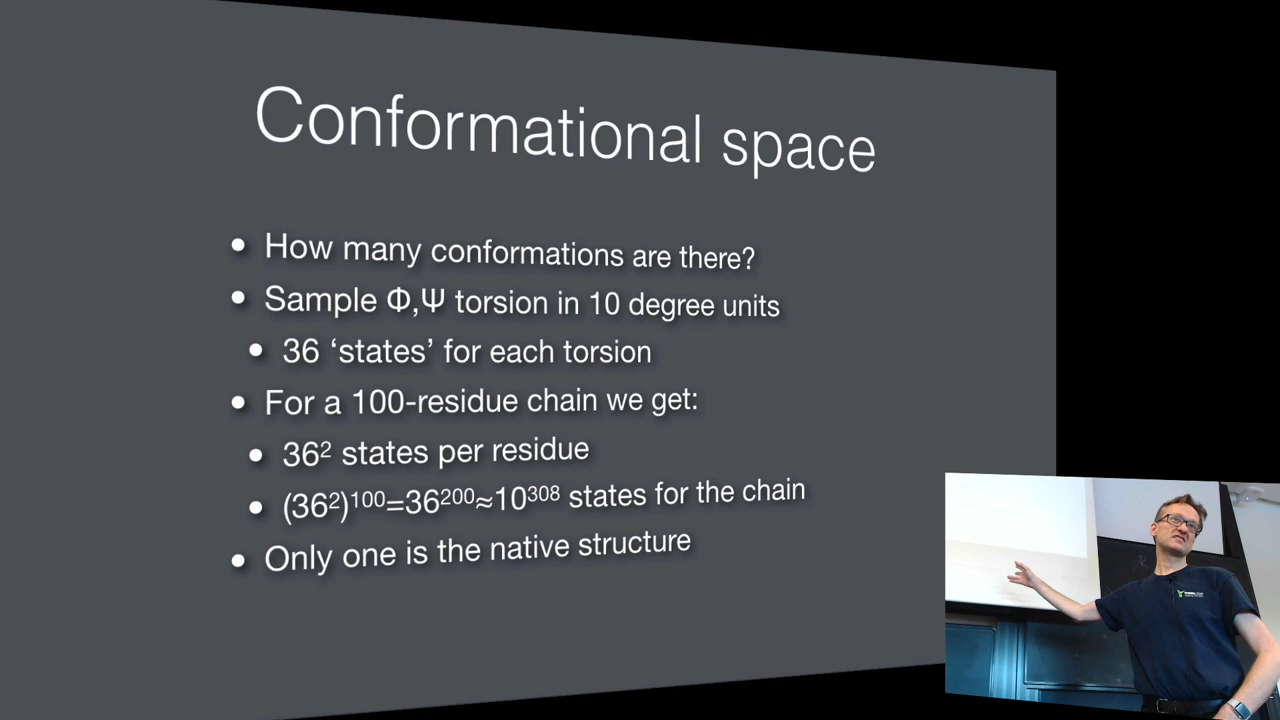 Conformational space
• How many conformations are there?
• Sample Φ,Ψ torsion in 10 degree units
• 36 ‘states’ for each torsion
• For a 100-residue chain we get:
• 36² states per residue
• (36²)¹⁰⁰=36²⁰⁰≈10³⁰⁸ states for the chain
• Only one is the native structure